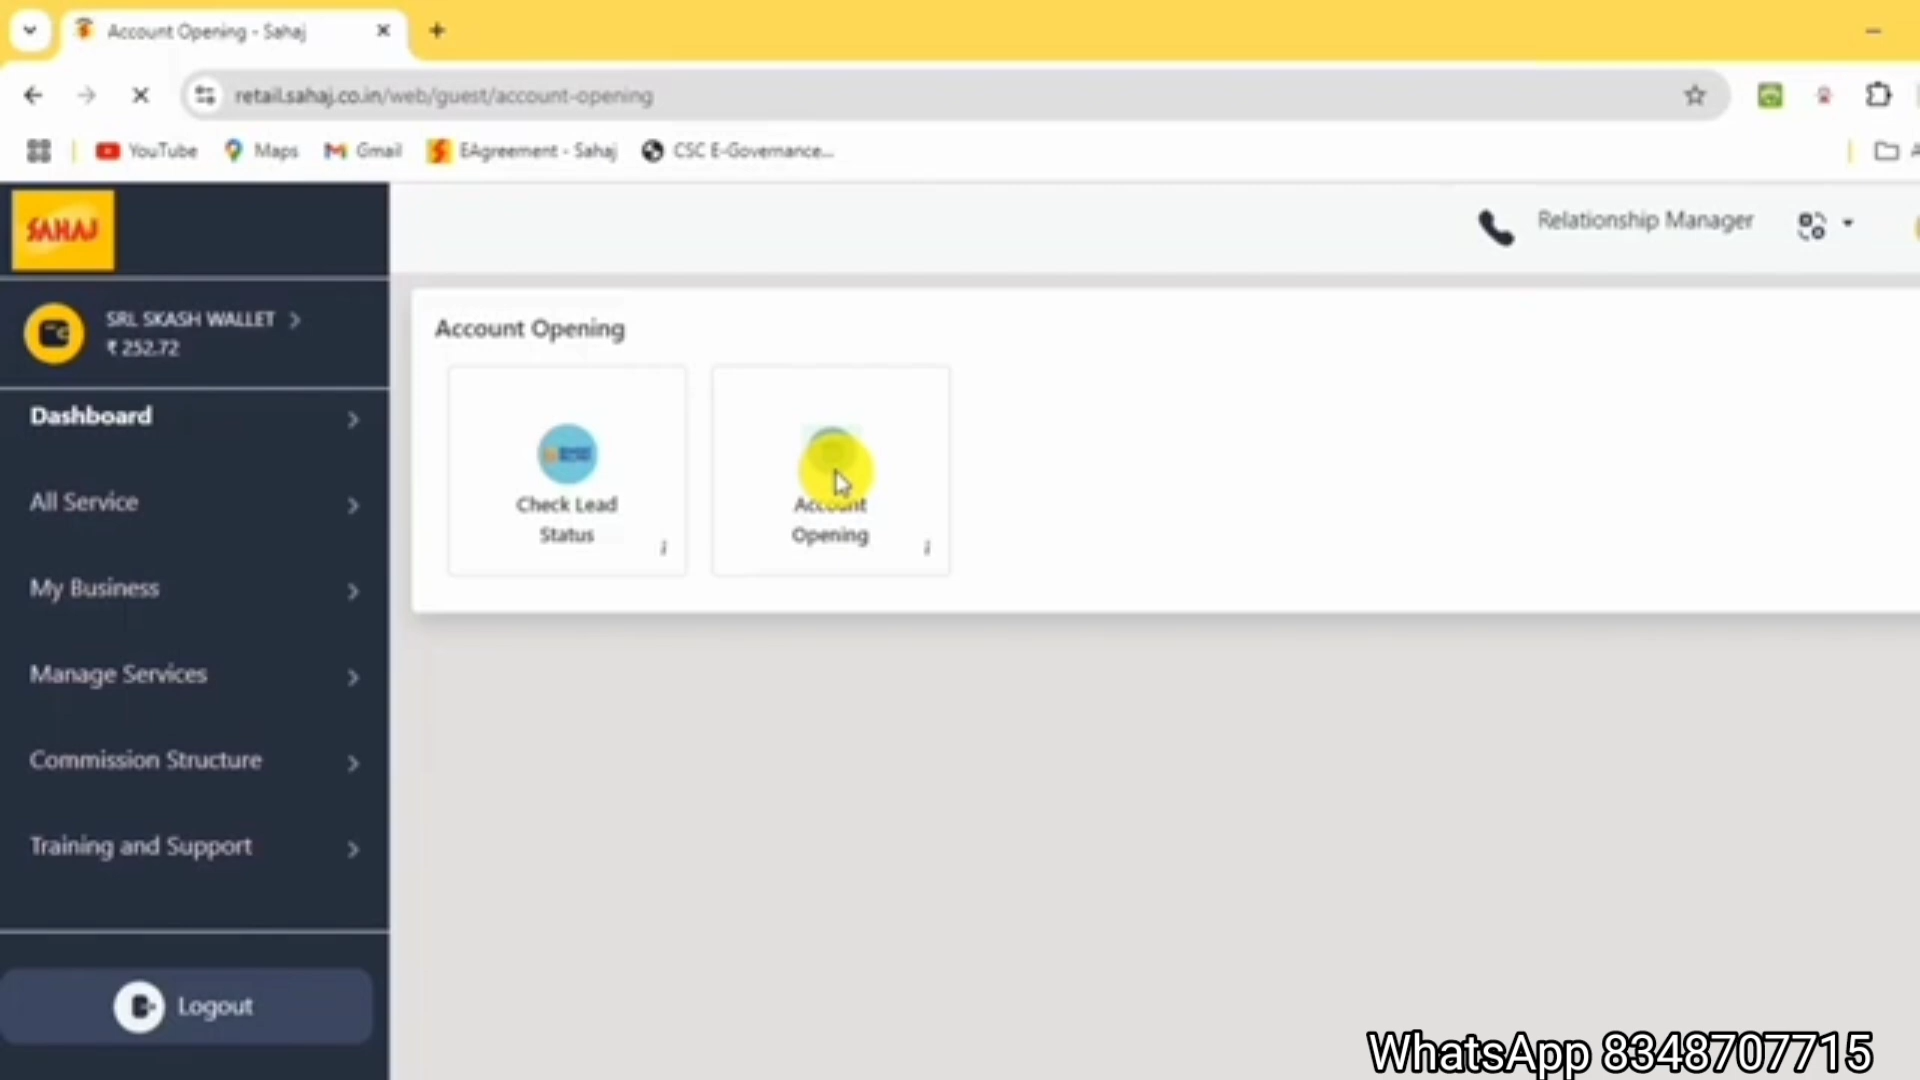 Account Opening - Sahaj
retail.sahaj.co.in/web/guest/account-opening
YouTube
Maps
Gmail
EAgreement - Sahaj
CSC E-Governance...
SAHAJ
Relationship Manager
SRL SKASH WALLET
₹ 252.72
Dashboard
All Service
My Business
Manage Services
Commission Structure
Training and Support
Logout
Account Opening
Check Lead
Status
i
Account
Opening
i
WhatsApp 8348707715